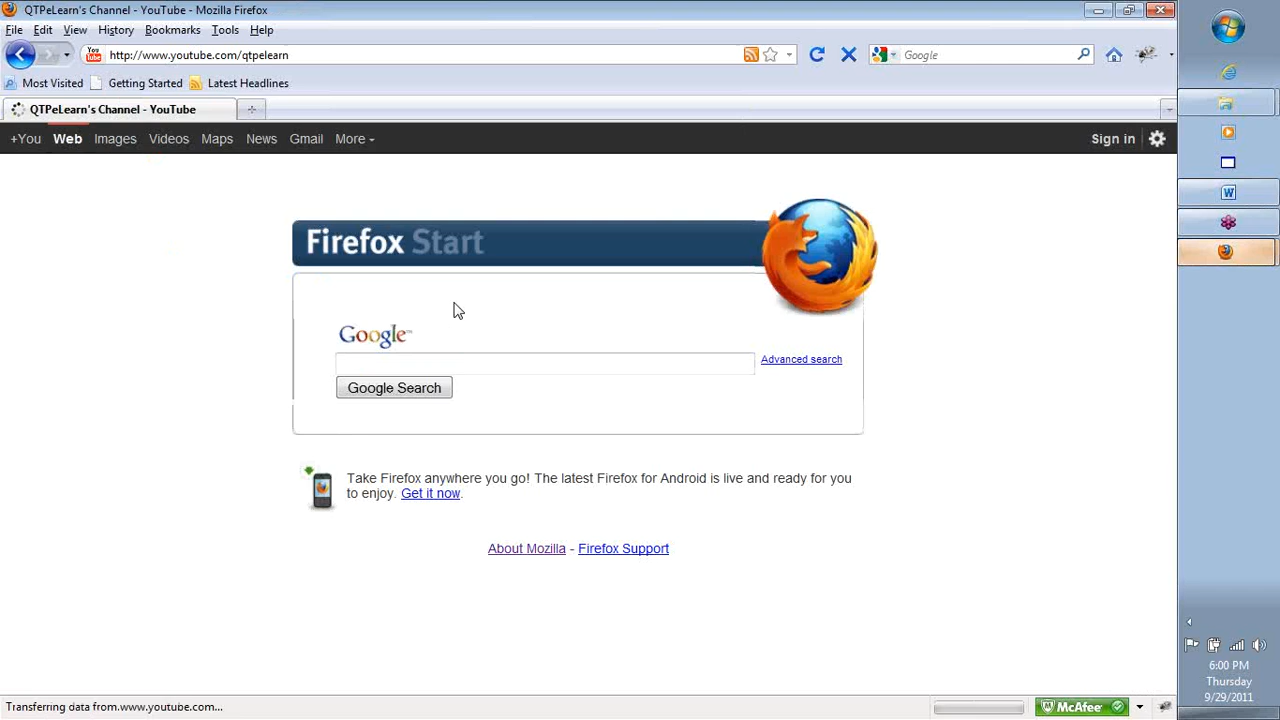 QTPeLearn's Channel - YouTube - Mozilla Firefox
File Edit View History Bookmarks Tools Help
You Tube http://www.youtube.com/qtpelearn Google
Most Visited Getting Started Latest Headlines
QTPeLearn's Channel - YouTube
+You Web Images Videos Maps News Gmail More Sign in
Firefox Start
Google™
Advanced search
Google Search
Take Firefox anywhere you go! The latest Firefox for Android is live and ready for you
to enjoy. Get it now.
About Mozilla - Firefox Support
Transferring data from www.youtube.com...
McAfee
6:00 PM
Thursday
9/29/2011